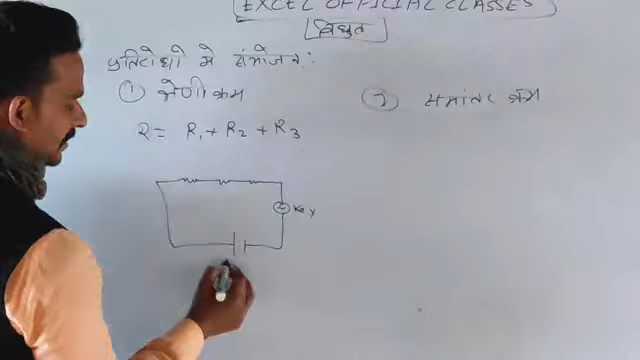 EXCEL OFFICIAL CLASSES
विधुत
प्रतिरोधो के संयोजन:
① श्रेणीक्रम
② समांतर क्रम
R = R₁ + R₂ + R₃
Key